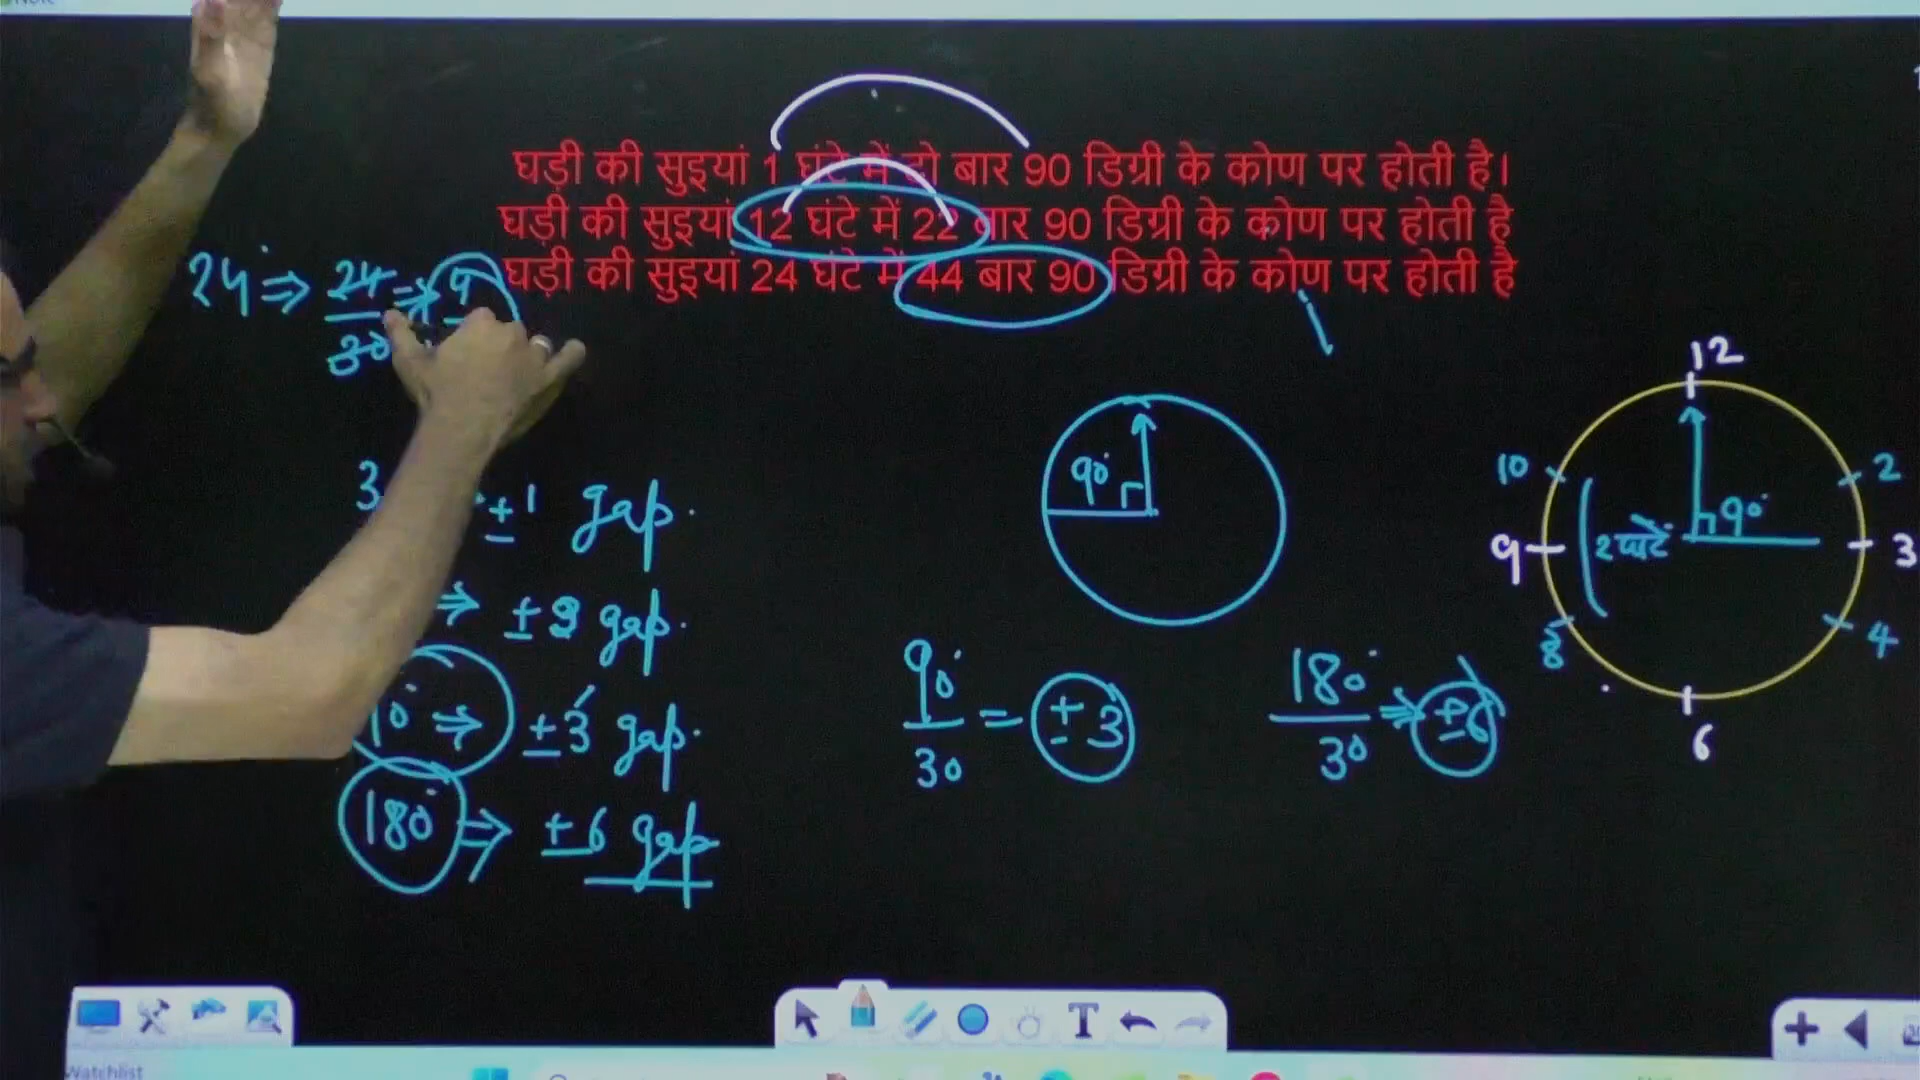 घड़ी की सुइयां 1 घंटे में दो बार 90 डिग्री के कोण पर होती है।
घड़ी की सुइयां 12 घंटे में 22 बार 90 डिग्री के कोण पर होती है
घड़ी की सुइयां 24 घंटे में 44 बार 90 डिग्री के कोण पर होती है
24° ⇒ 24/30 ⇒
3 ±1 gap.
⇒ ± gap.
⇒ ±3 gap.
180° ⇒ ±6 gap
90°
90°/30 = ±3
180°/30 ⇒ ±6
12
10 2
9 2 90° 3
8 4
6
Watchlist